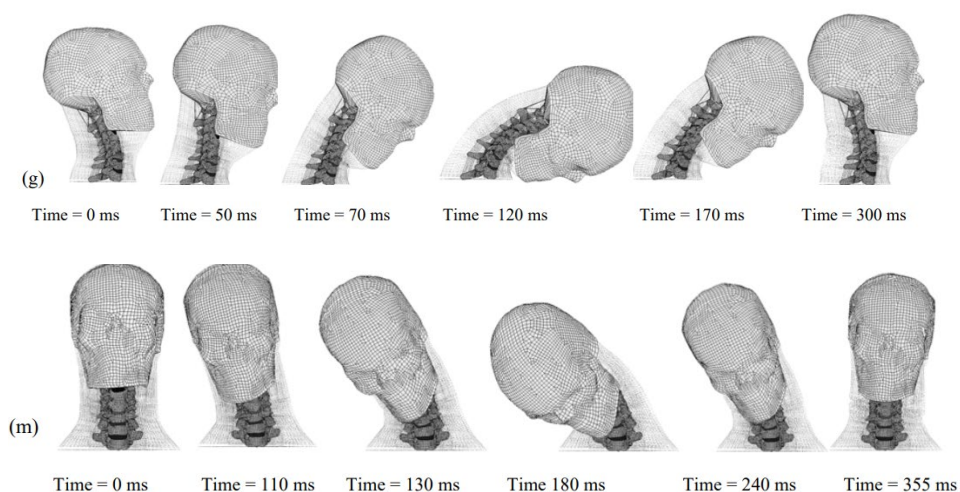 (g)
Time = 0 ms Time = 50 ms Time = 70 ms Time = 120 ms Time = 170 ms Time = 300 ms
(m)
Time = 0 ms Time = 110 ms Time = 130 ms Time 180 ms Time = 240 ms Time = 355 ms